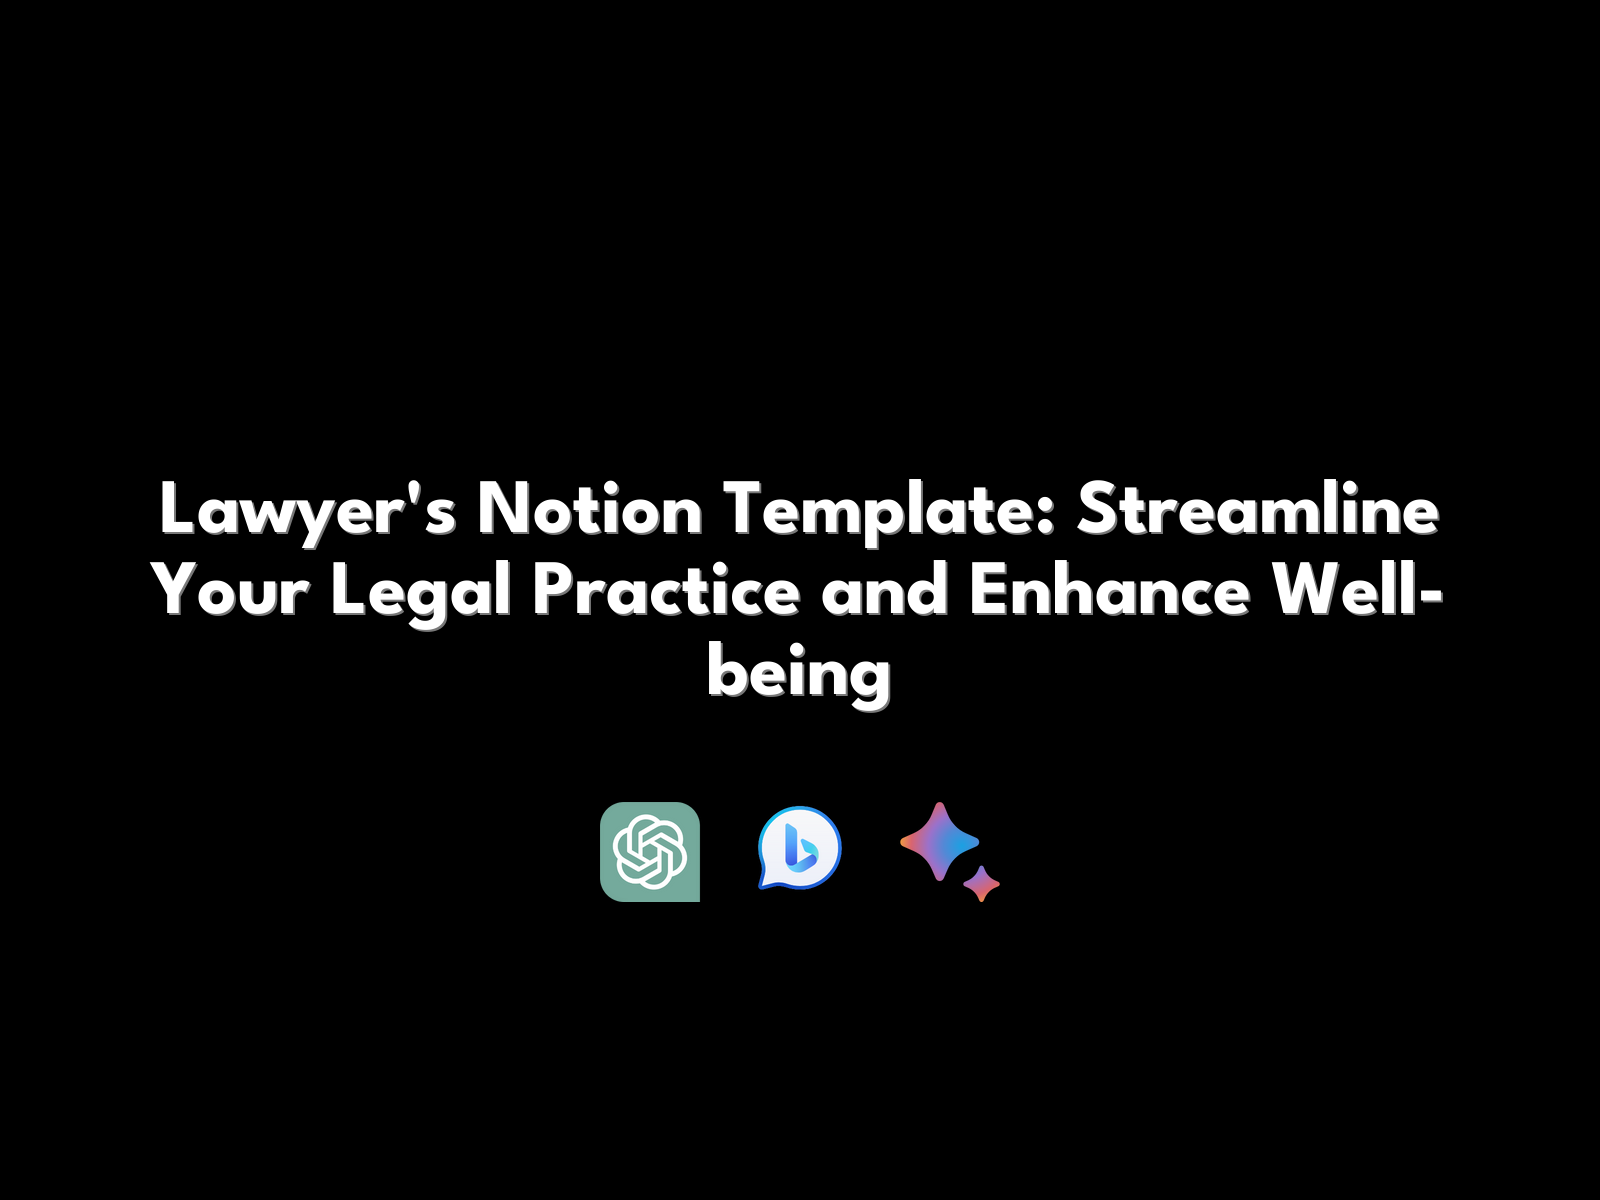 Lawyer's Notion Template: Streamline
Your Legal Practice and Enhance Well-
being